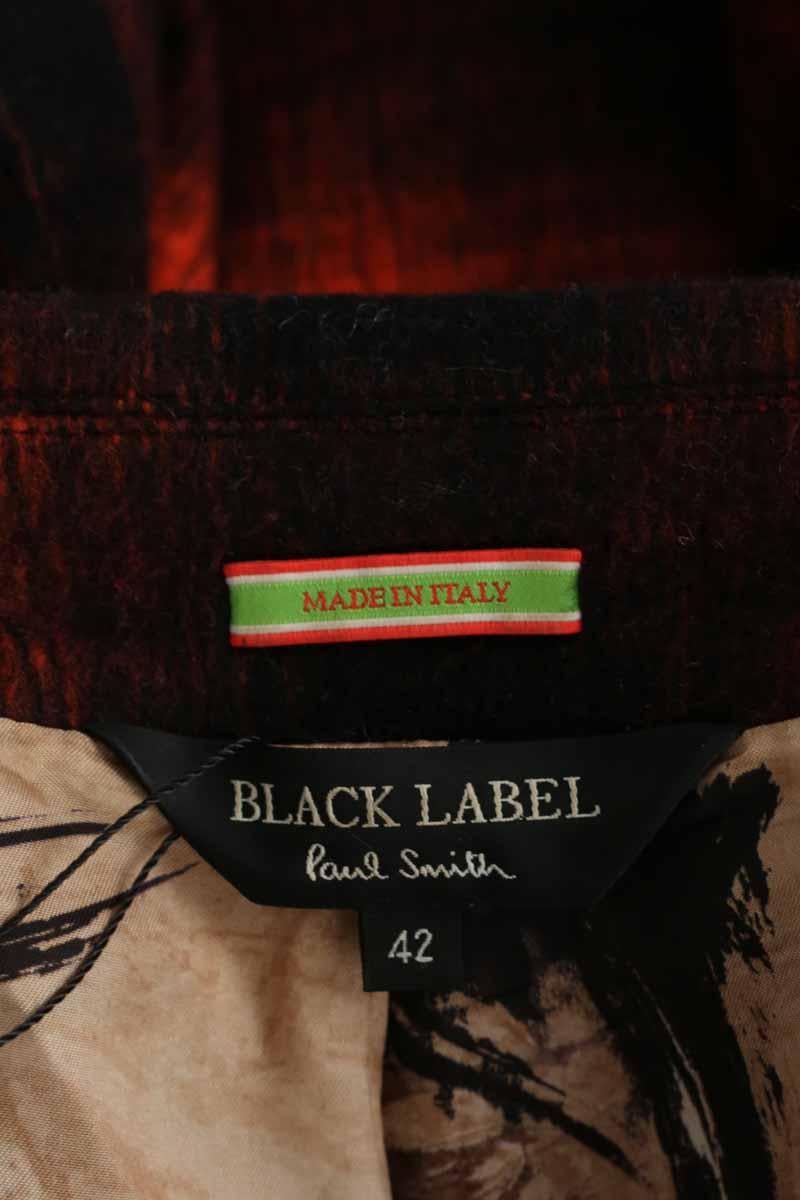 MADE IN ITALY
BLACK LABEL
Paul Smith
42